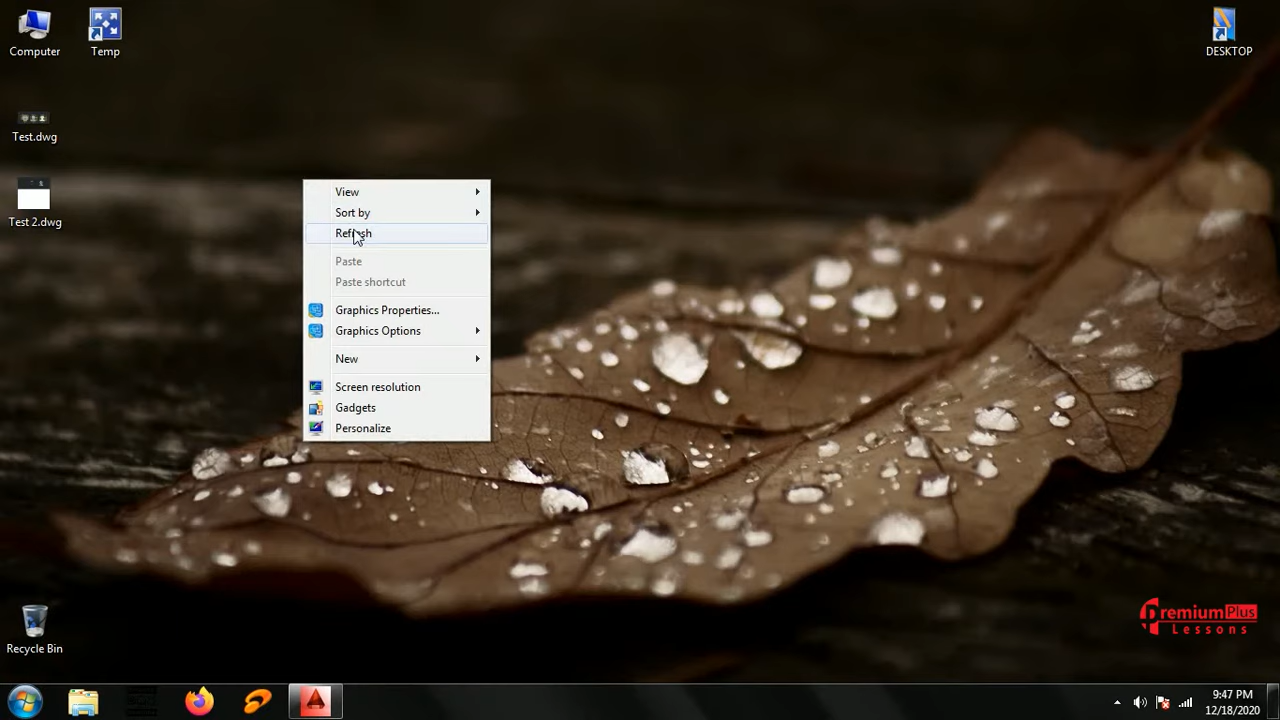 Computer
Temp
DESKTOP
Test.dwg
Test 2.dwg
View
Sort by
Refresh
Paste
Paste shortcut
Graphics Properties...
Graphics Options
New
Screen resolution
Gadgets
Personalize
PremiumPlus
Lessons
Recycle Bin
9:47 PM
12/18/2020